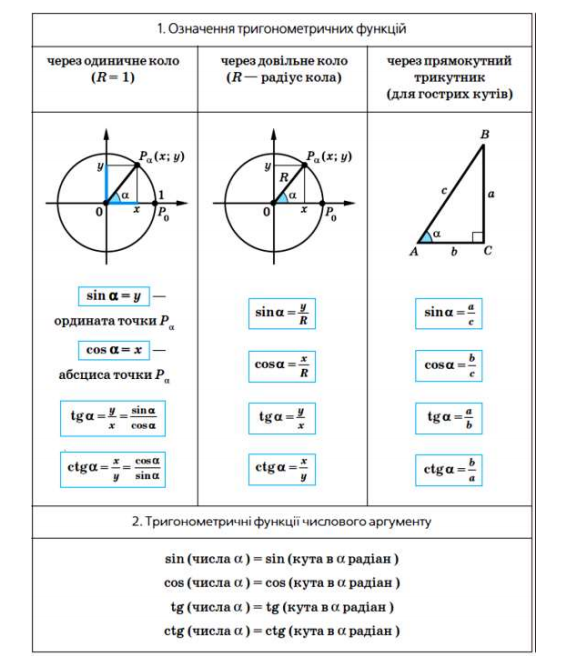 1. Означення тригонометричних функцій
через одиничне коло
(R = 1)
через довільне коло
(R — радіус кола)
через прямокутний
трикутник
(для гострих кутів)
y
Pα (x; y)
α
1
0
x
P0
y
Pα (x; y)
R
α
0
x
P0
B
c
a
α
A
b
C
sin α = y —
ордината точки Pα
cos α = x —
абсциса точки Pα
tg α = y/x = sin α/cos α
ctg α = x/y = cos α/sin α
sin α = y/R
cos α = x/R
tg α = y/x
ctg α = x/y
sin α = a/c
cos α = b/c
tg α = a/b
ctg α = b/a
2. Тригонометричні функції числового аргументу
sin (числа α ) = sin (кута в α радіан )
cos (числа α ) = cos (кута в α радіан )
tg (числа α ) = tg (кута в α радіан )
ctg (числа α ) = ctg (кута в α радіан )